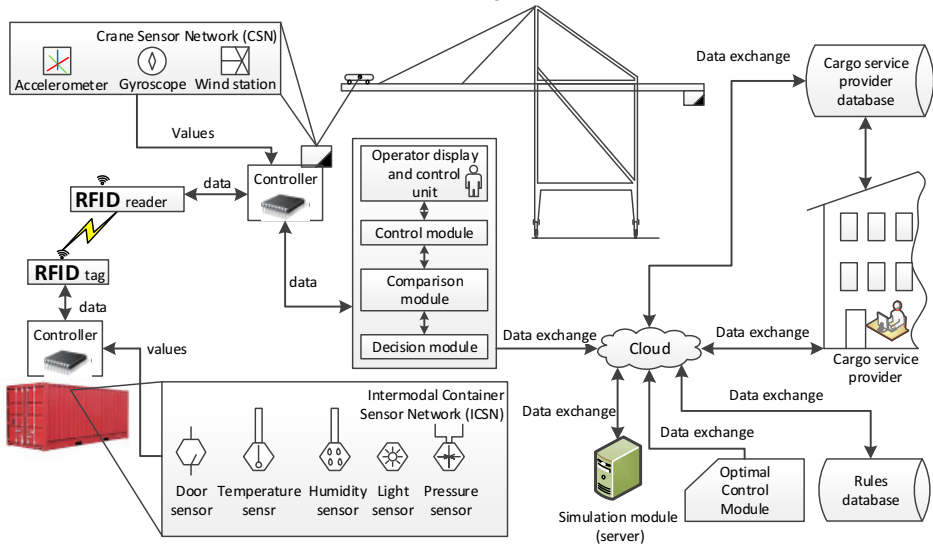 Crane Sensor Network (CSN)
Accelerometer
Gyroscope
Wind station
Values
Controller
data
RFID reader
RFID tag
data
Controller
values
data
Operator display
and control
unit
Control module
Comparison
module
Decision module
Data exchange
Cloud
Data exchange
Cargo service
provider
database
Data exchange
Cargo service
provider
Data exchange
Data exchange
Data exchange
Simulation module
(server)
Optimal
Control
Module
Rules
database
Intermodal Container
Sensor Network (ICSN)
Door
sensor
Temperature
sensr
Humidity
sensor
Light
sensor
Pressure
sensor